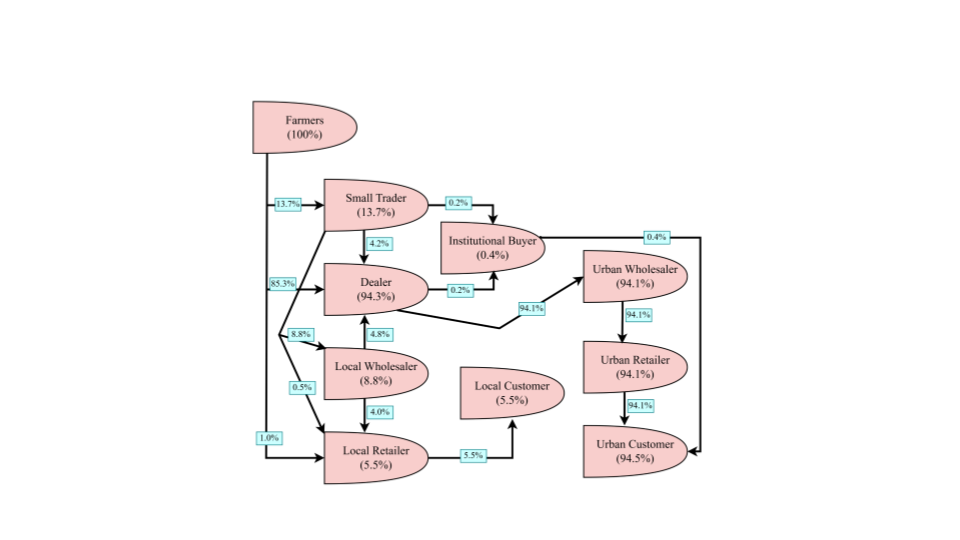 Farmers
(100%)
13.7%
Small Trader
(13.7%)
0.2%
4.2%
Institutional Buyer
(0.4%)
0.4%
85.3%
Dealer
(94.3%)
0.2%
94.1%
Urban Wholesaler
(94.1%)
94.1%
8.8%
4.8%
Local Wholesaler
(8.8%)
0.5%
4.0%
Local Customer
(5.5%)
Urban Retailer
(94.1%)
94.1%
1.0%
Local Retailer
(5.5%)
5.5%
Urban Customer
(94.5%)